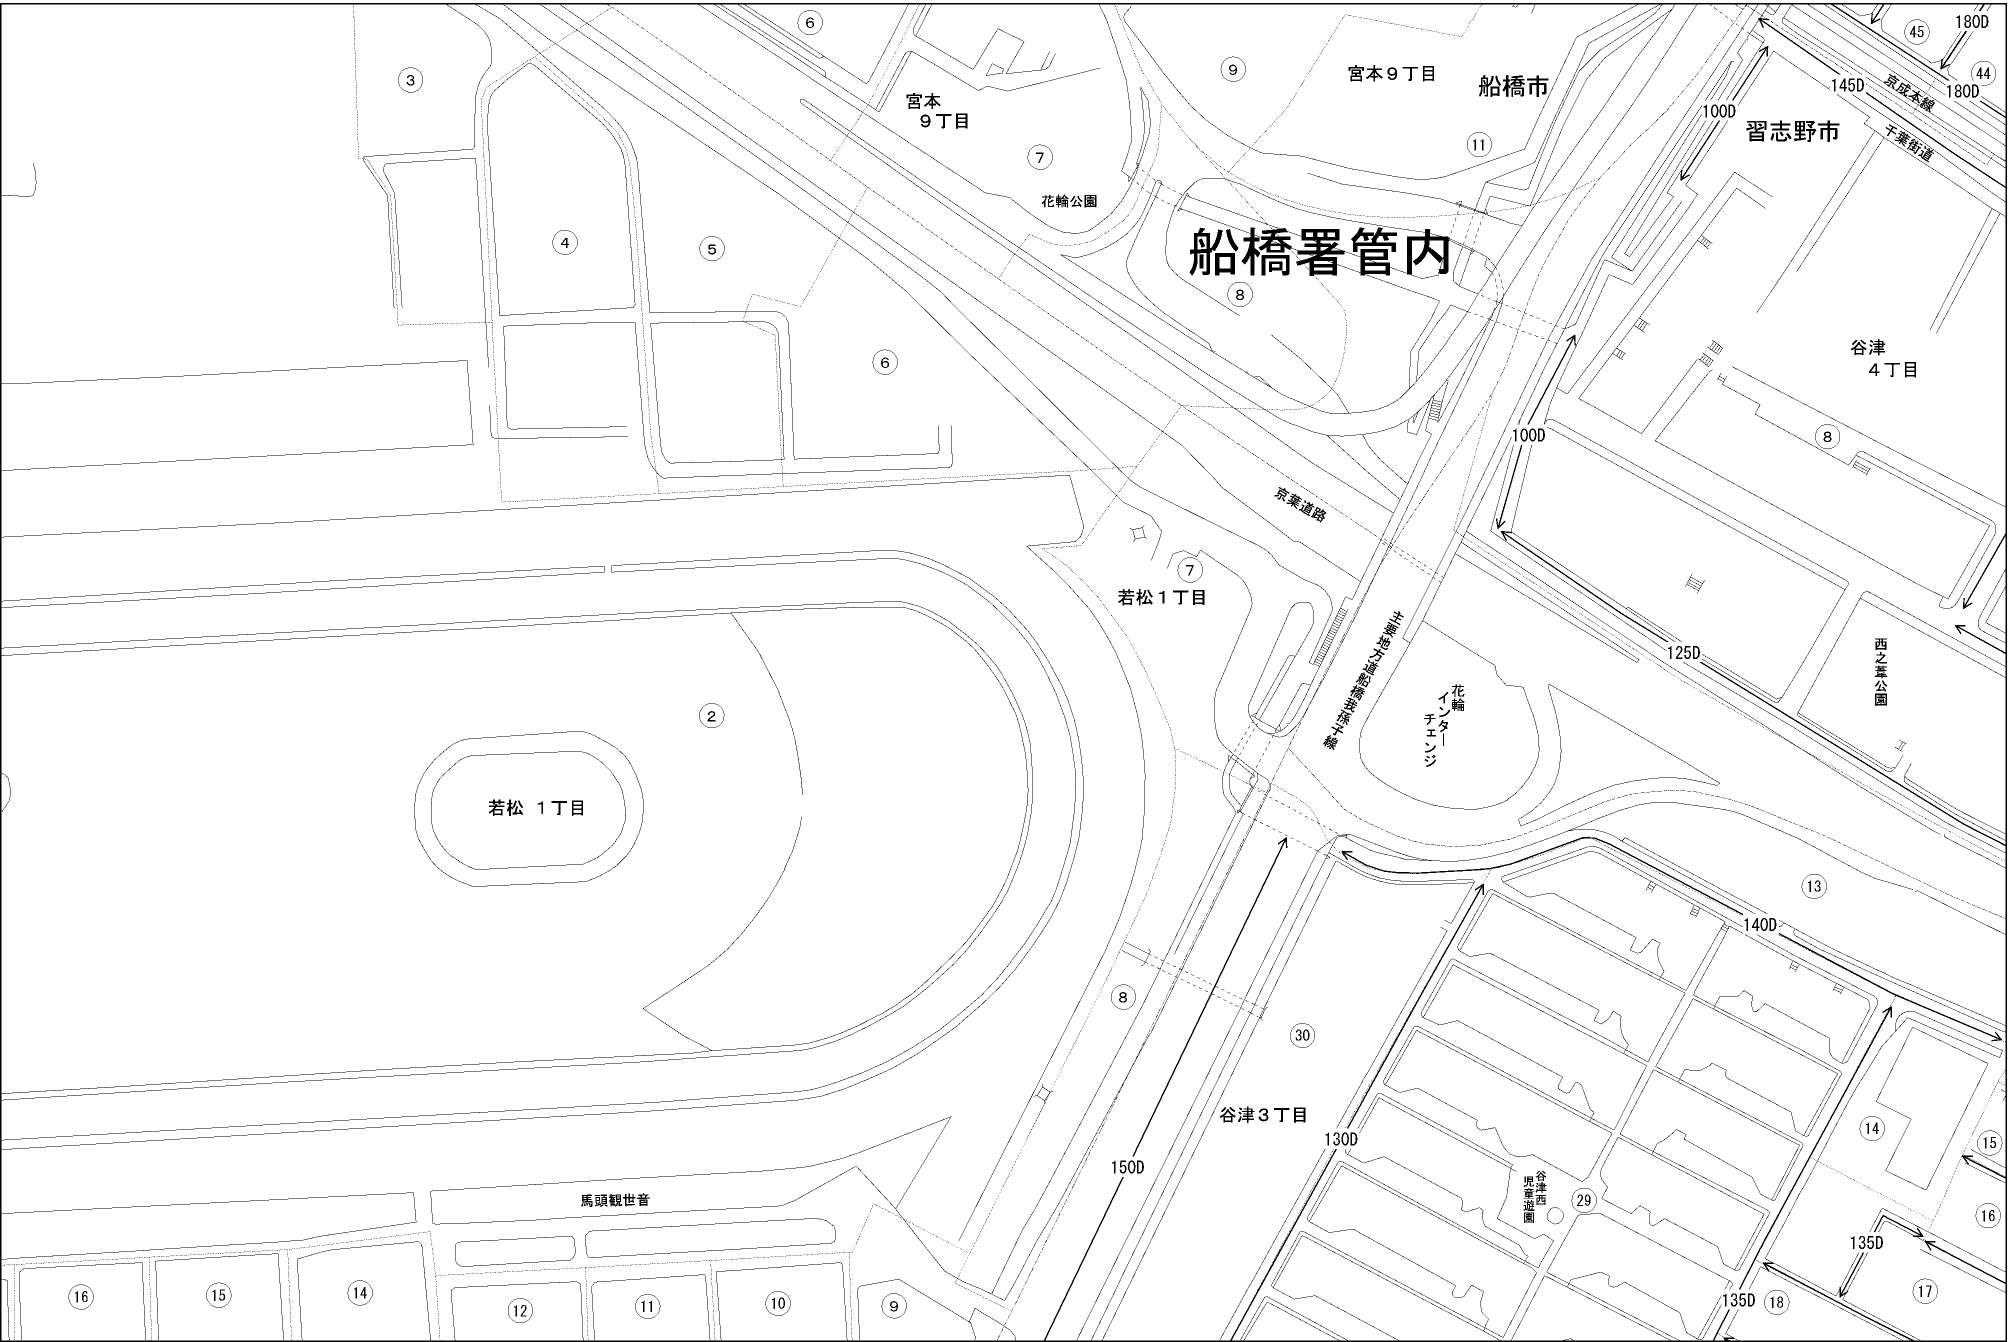 ⑥
③
⑨
宮本９丁目
船橋市
㊺
180D
㊹
145D
京成本線
180D
宮本
９丁目
100D
習志野市
千葉街道
⑦
⑪
花輪公園
④
⑤
船橋署管内
⑧
⑥
谷津
４丁目
100D
⑧
京葉道路
⑦
若松１丁目
主要地方道船橋我孫子線
125D
西之葦公園
花輪
インター
チェンジ
②
若松 １丁目
⑬
140D
⑧
㉚
谷津３丁目
130D
150D
⑭
⑮
谷津西
児童遊園
㉙
⑯
馬頭観世音
135D
⑯
⑮
⑭
⑫
⑪
⑩
⑨
135D
⑱
⑰